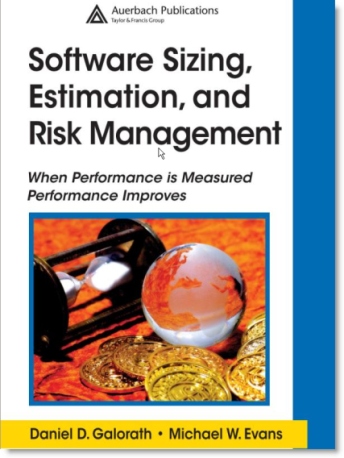 Auerbach Publications
Taylor & Francis Group
Software Sizing,
Estimation, and
Risk Management
When Performance is Measured
Performance Improves
Daniel D. Galorath • Michael W. Evans